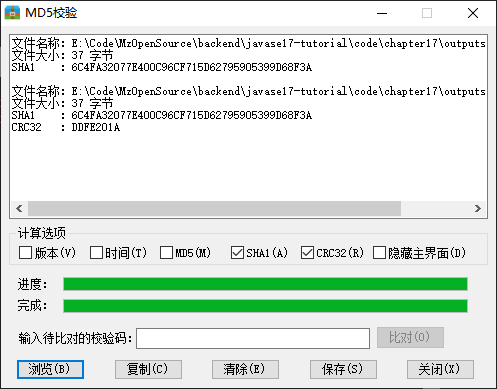 MD5校验
文件名称: E:\Code\MzOpenSource\backend\javase17-tutorial\code\chapter17\outputs
文件大小: 37 字节
SHA1    : 6C4FA32077E400C96CF715D62795905399D68F3A
文件名称: E:\Code\MzOpenSource\backend\javase17-tutorial\code\chapter17\outputs
文件大小: 37 字节
SHA1    : 6C4FA32077E400C96CF715D62795905399D68F3A
CRC32   : DDFE201A
计算选项
版本(V) 时间(T) MD5(M) SHA1(A) CRC32(R) 隐藏主界面(D)
进度:
完成:
输入待比对的校验码: 比对(O)
浏览(B) 复制(C) 清除(E) 保存(S) 关闭(X)